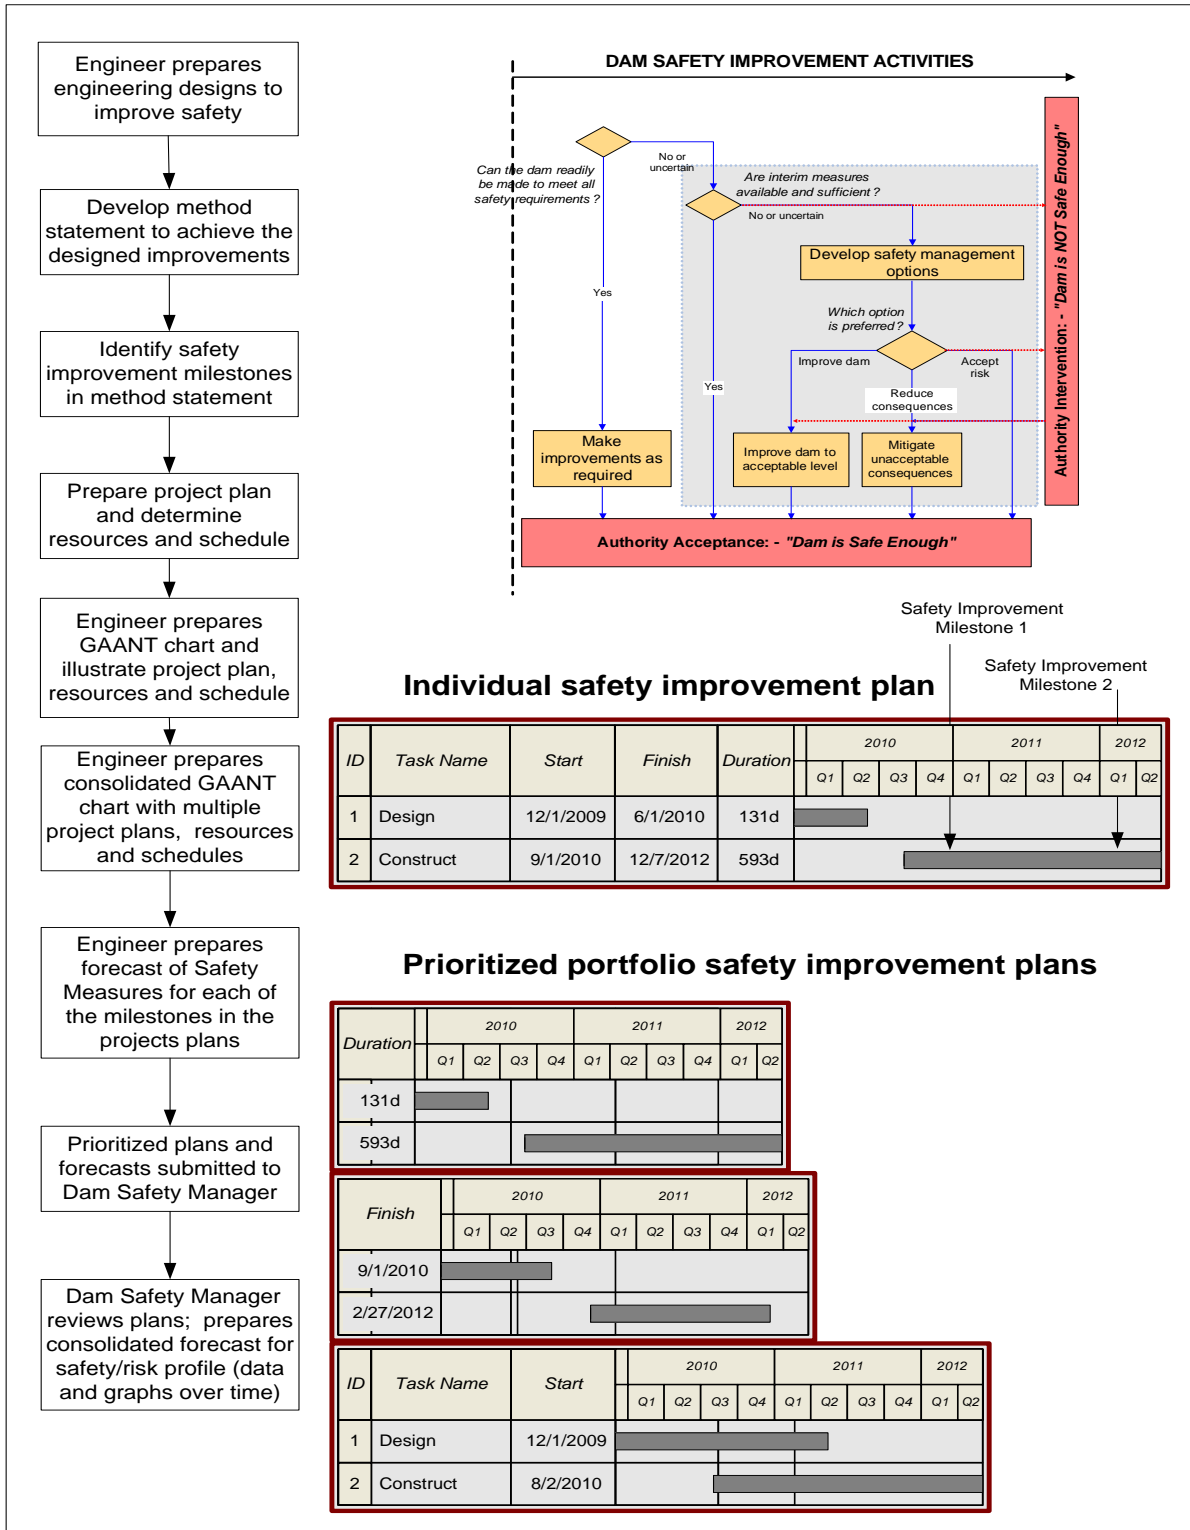 Engineer prepares
engineering designs to
improve safety
Develop method
statement to achieve the
designed improvements
Identify safety
improvement milestones
in method statement
Prepare project plan
and determine
resources and schedule
Engineer prepares
GAANT chart and
illustrate project plan,
resources and schedule
Engineer prepares
consolidated GAANT
chart with multiple
project plans, resources
and schedules
Engineer prepares
forecast of Safety
Measures for each of
the milestones in the
projects plans
Prioritized plans and
forecasts submitted to
Dam Safety Manager
Dam Safety Manager
reviews plans; prepares
consolidated forecast for
safety/risk profile (data
and graphs over time)
DAM SAFETY IMPROVEMENT ACTIVITIES
Can the dam readily
be made to meet all
safety requirements ?
No or
uncertain
Are interim measures
available and sufficient ?
No or uncertain
Develop safety management
options
Yes
Which option
is preferred ?
Improve dam
Accept
risk
Yes
Reduce
consequences
Make
improvements as
required
Improve dam to
acceptable level
Mitigate
unacceptable
consequences
Authority Acceptance: - "Dam is Safe Enough"
Authority Intervention: - "Dam is NOT Safe Enough"
Safety Improvement
Milestone 1
Safety Improvement
Milestone 2
Individual safety improvement plan
ID Task Name Start Finish Duration 2010 2011 2012
Q1 Q2 Q3 Q4 Q1 Q2 Q3 Q4 Q1 Q2
1 Design 12/1/2009 6/1/2010 131d
2 Construct 9/1/2010 12/7/2012 593d
Prioritized portfolio safety improvement plans
Duration 2010 2011 2012
Q1 Q2 Q3 Q4 Q1 Q2 Q3 Q4 Q1 Q2
131d
593d
Finish 2010 2011 2012
Q1 Q2 Q3 Q4 Q1 Q2 Q3 Q4 Q1 Q2
9/1/2010
2/27/2012
ID Task Name Start 2010 2011 2012
Q1 Q2 Q3 Q4 Q1 Q2 Q3 Q4 Q1 Q2
1 Design 12/1/2009
2 Construct 8/2/2010